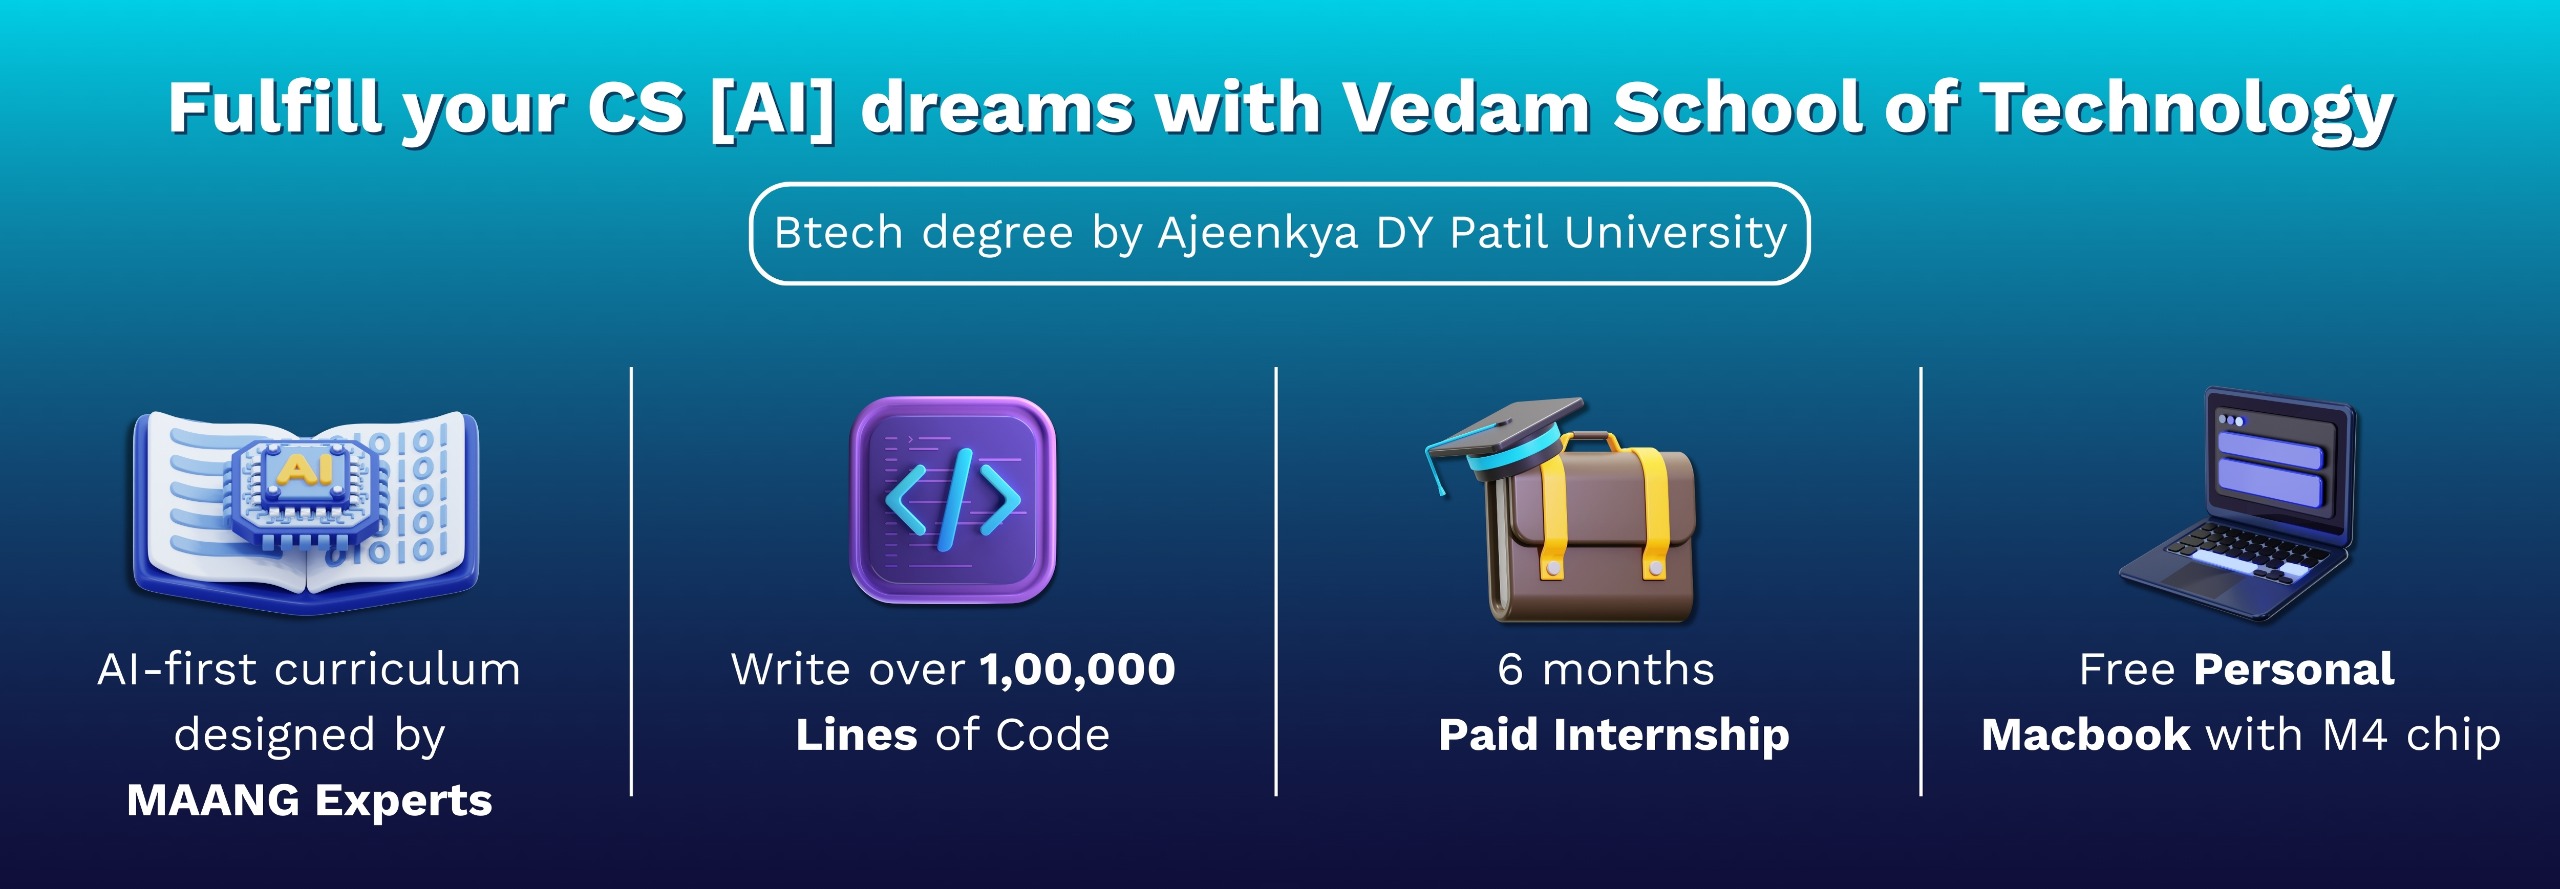 Fulfill your CS [AI] dreams with Vedam School of Technology
Btech degree by Ajeenkya DY Patil University
AI
AI-first curriculum
designed by
MAANG Experts
Write over 1,00,000
Lines of Code
6 months
Paid Internship
Free Personal
Macbook with M4 chip